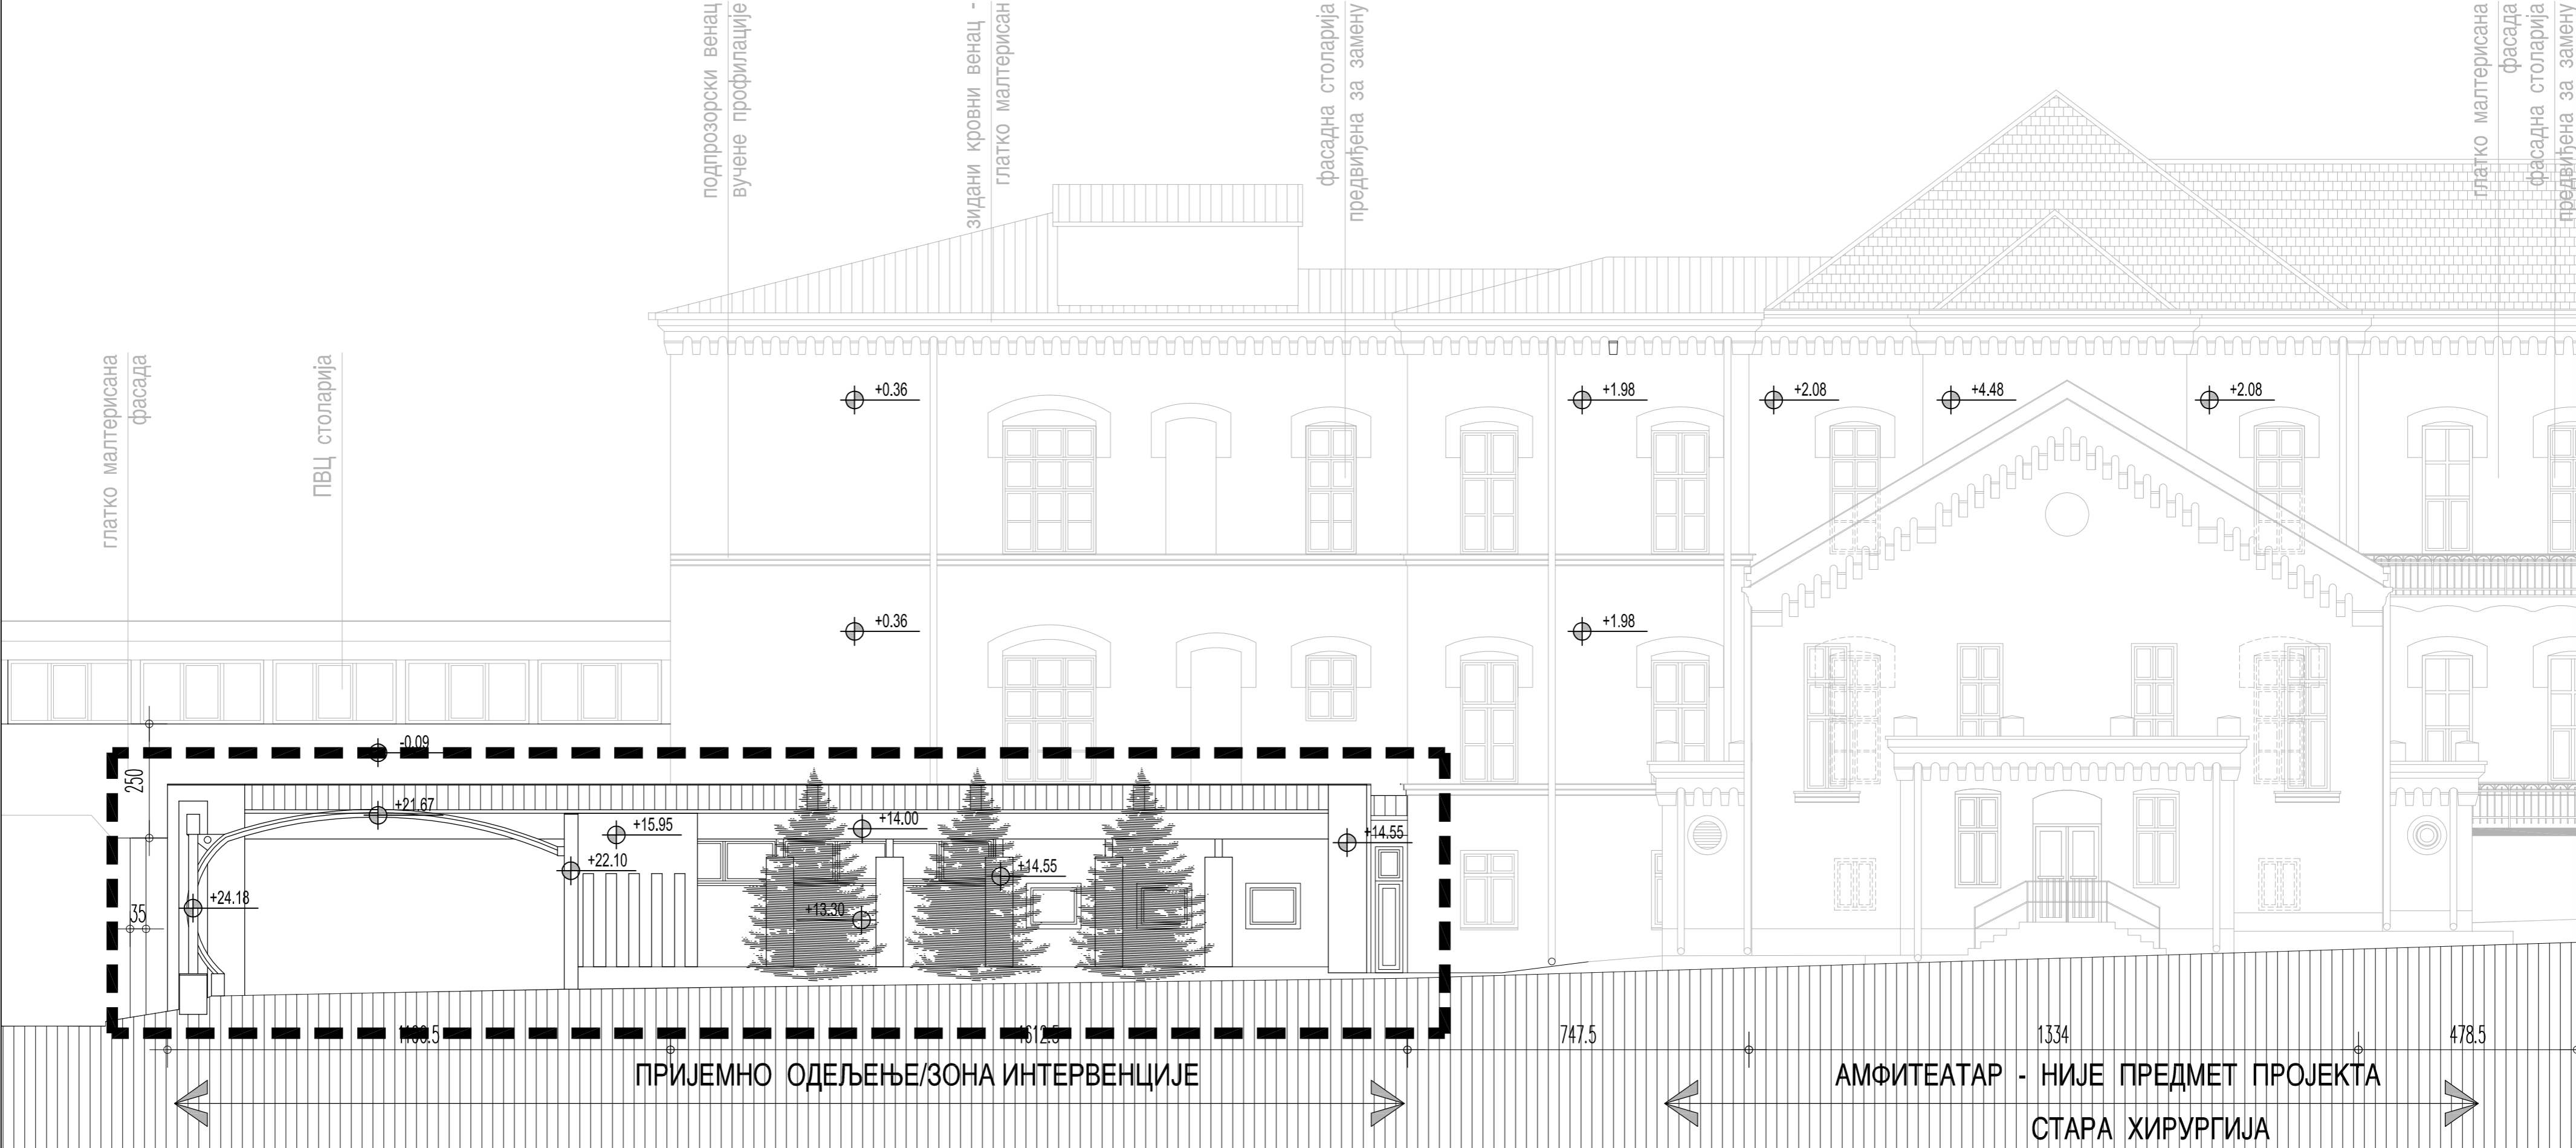 подпрозорски венац
вучене профилације
зидани кровни венац -
глатко малтерисан
фасадна столарија
предвиђена за замену
глатко малтерисана
фасада
фасадна столарија
предвиђена за замену
глатко малтерисана
фасада
ПВЦ столарија
+0.36
+1.98
+2.08
+4.48
+2.08
+0.36
+1.98
-0.09
250
+21.67
+15.95
+14.00
+14.55
+22.10
+14.55
+24.18
35
+13.30
1612.5
747.5
1334
478.5
ПРИЈЕМНО ОДЕЉЕЊЕ/ЗОНА ИНТЕРВЕНЦИЈЕ
АМФИТЕАТАР - НИЈЕ ПРЕДМЕТ ПРОЈЕКТА
СТАРА ХИРУРГИЈА